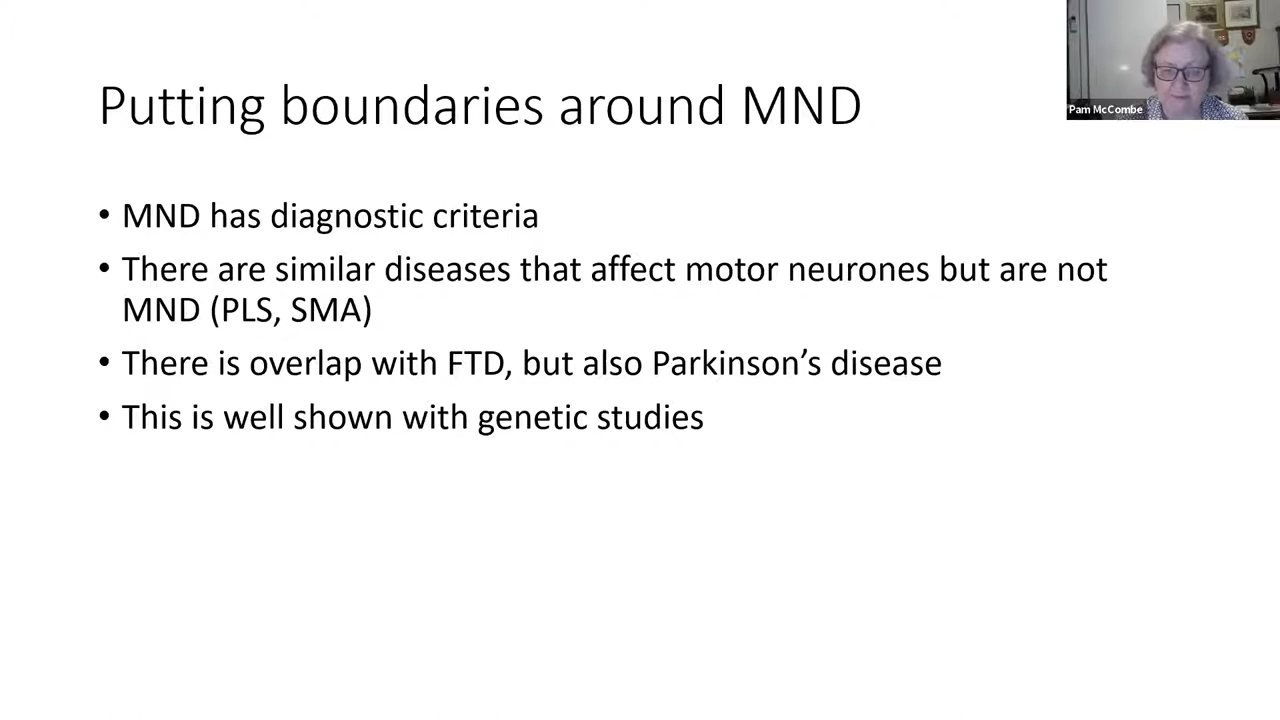 Putting boundaries around MND
Pam McCombe
• MND has diagnostic criteria
• There are similar diseases that affect motor neurones but are not
MND (PLS, SMA)
• There is overlap with FTD, but also Parkinson’s disease
• This is well shown with genetic studies